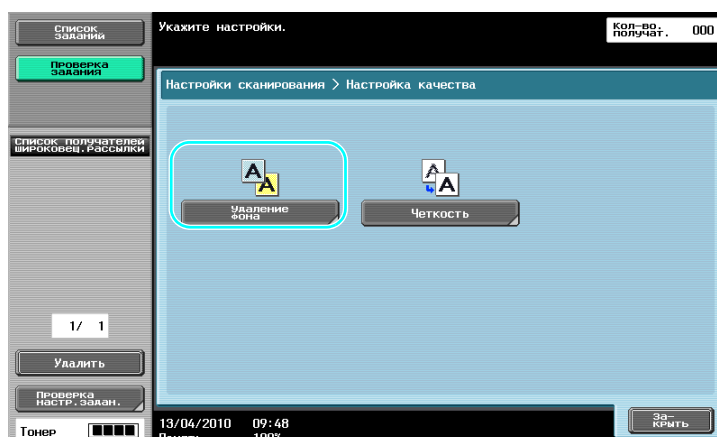 Список
заданий
Укажите настройки.
Кол-во.
получат.
000
Проверка
задания
Настройки сканирования > Настройка качества
Список получателей
широковещ.рассылки
Удаление
фона
Четкость
1/ 1
Удалить
Проверка
настр.задан.
Тонер
13/04/2010 09:48
Память 100%
За-
крыть